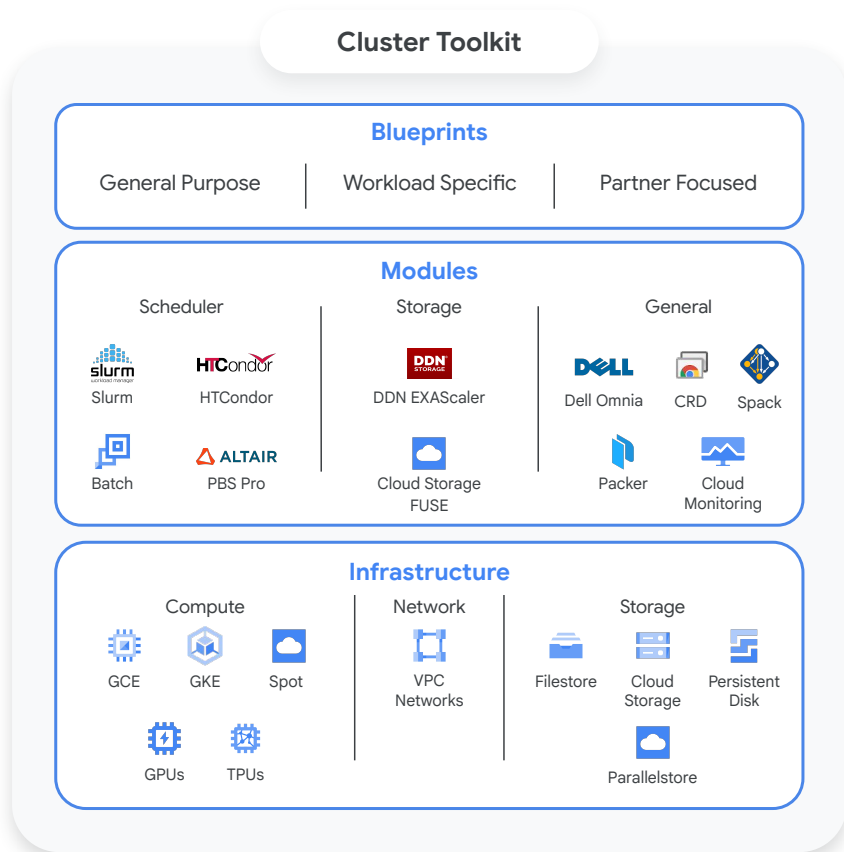 Cluster Toolkit
Blueprints
General Purpose
Workload Specific
Partner Focused
Modules
Scheduler
Storage
General
slurm
workload manager
Slurm
HTCondor
HTCondor
Batch
ALTAIR
PBS Pro
DDN
STORAGE
DDN EXAScaler
Cloud Storage
FUSE
DELL
Dell Omnia
CRD
Spack
Packer
Cloud
Monitoring
Infrastructure
Compute
Network
Storage
GCE
GKE
Spot
GPUs
TPUs
VPC
Networks
Filestore
Cloud
Storage
Persistent
Disk
Parallelstore